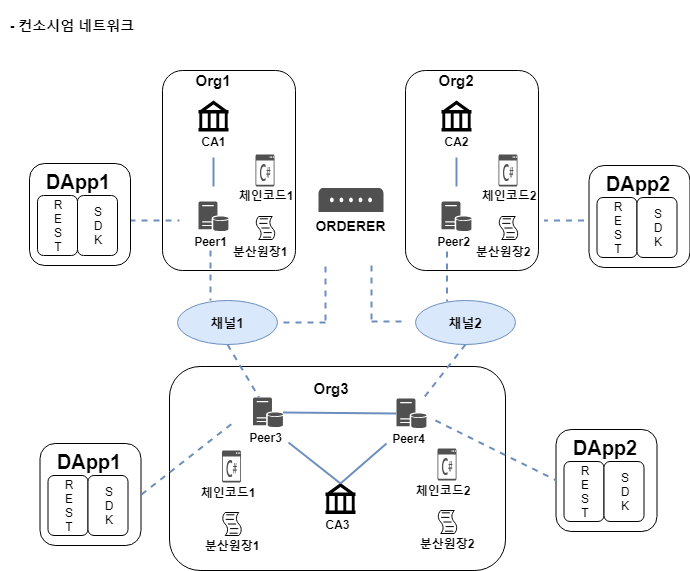 - 컨소시엄 네트워크
Org1
CA1
C#
체인코드1
Peer1
분산원장1
DApp1
REST
SDK
ORDERER
Org2
CA2
C#
체인코드2
Peer2
분산원장2
DApp2
REST
SDK
채널1
채널2
Org3
Peer3
Peer4
C#
체인코드1
분산원장1
CA3
C#
체인코드2
분산원장2
DApp1
REST
SDK
DApp2
REST
SDK